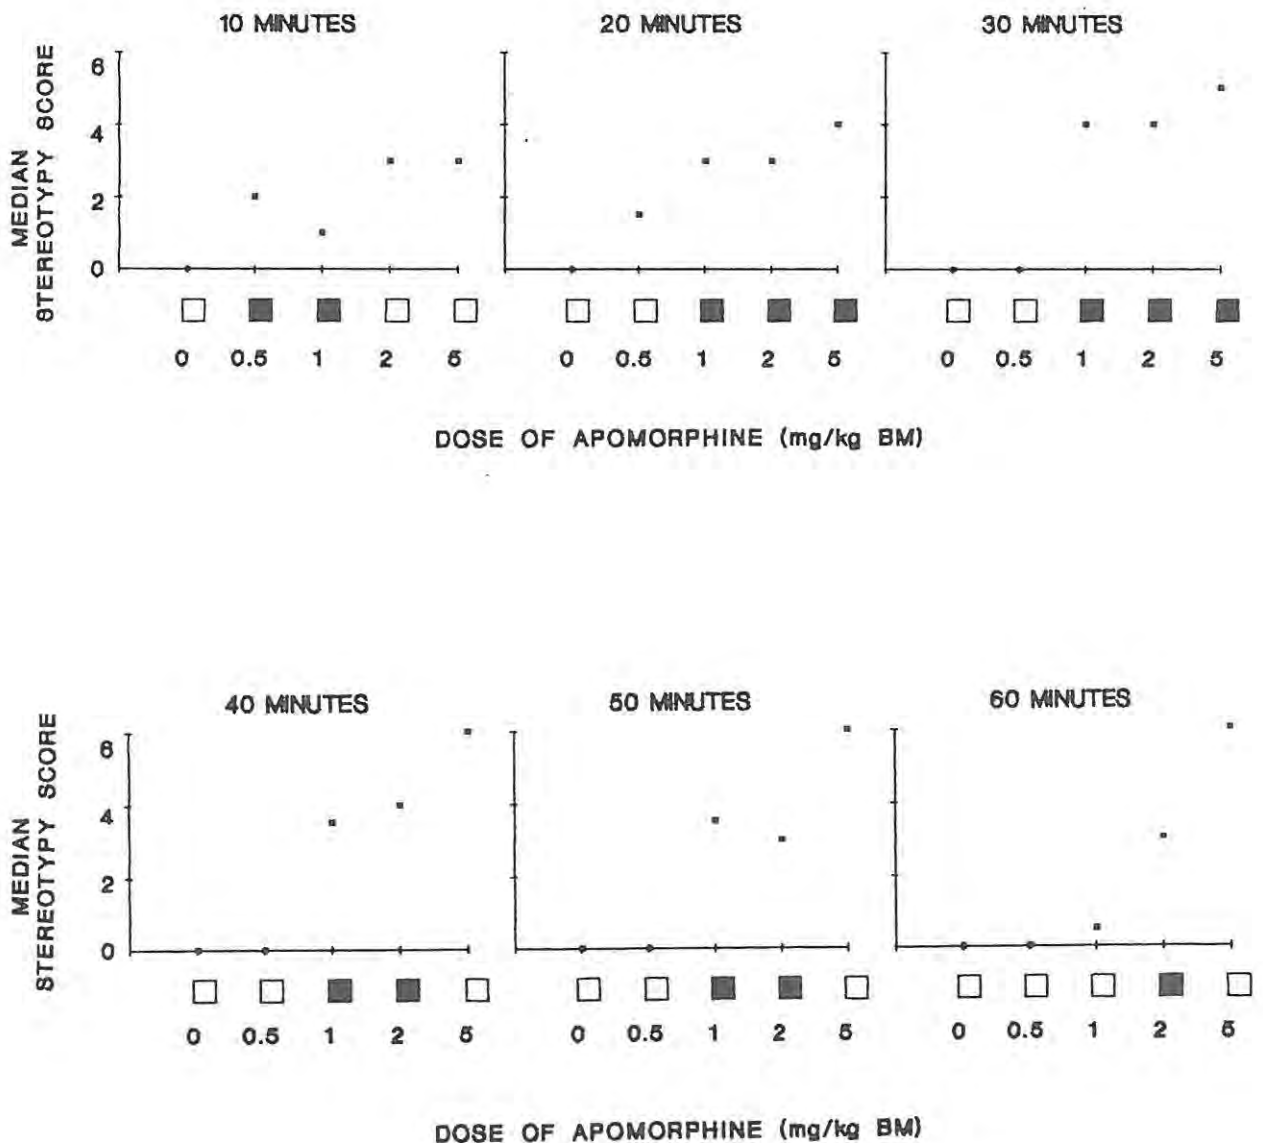 10 MINUTES 20 MINUTES 30 MINUTES
MEDIAN
STEREOTYPY SCORE
6
4
2
0
0 0.5 1 2 5 0 0.5 1 2 5 0 0.5 1 2 5
DOSE OF APOMORPHINE (mg/kg BM)
40 MINUTES 50 MINUTES 60 MINUTES
MEDIAN
STEREOTYPY SCORE
6
4
2
0
0 0.5 1 2 5 0 0.5 1 2 5 0 0.5 1 2 5
DOSE OF APOMORPHINE (mg/kg BM)